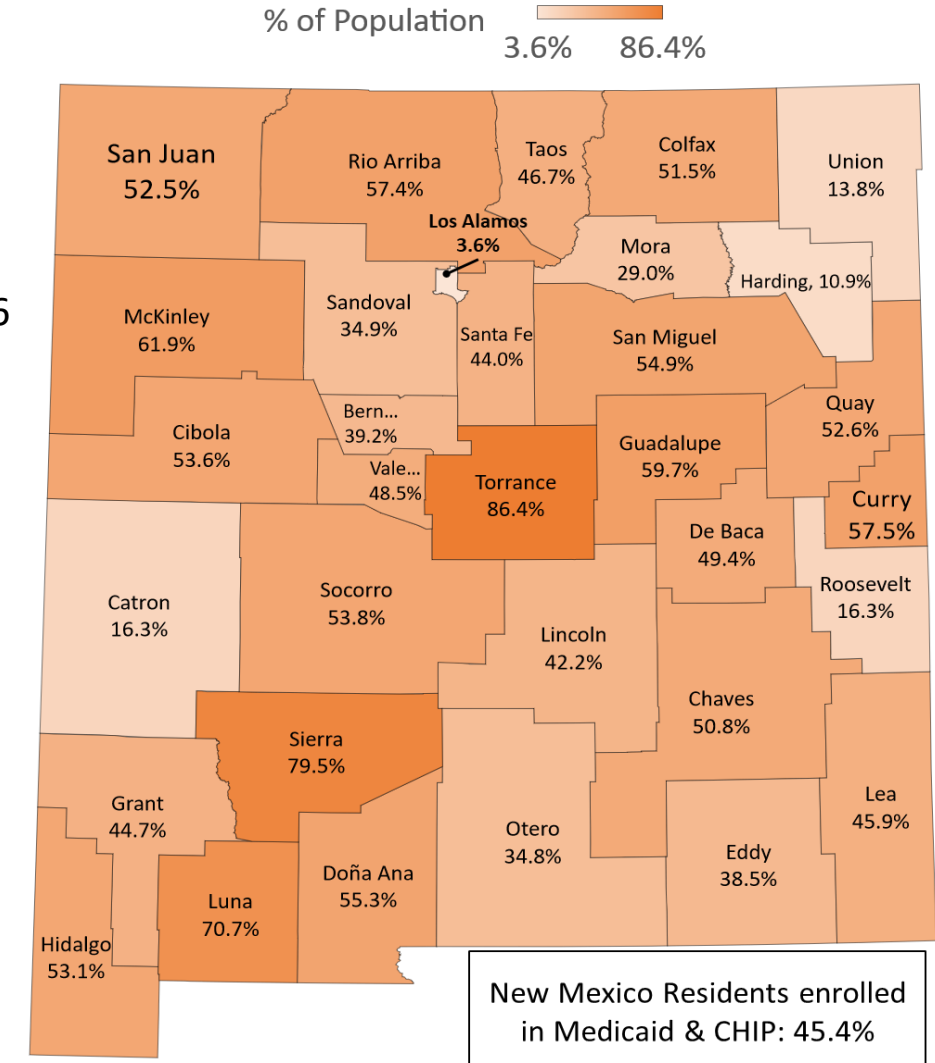 % of Population
3.6% 86.4%
San Juan
52.5%
Rio Arriba
57.4%
Taos
46.7%
Colfax
51.5%
Union
13.8%
Los Alamos
3.6%
Mora
29.0%
Harding, 10.9%
6
McKinley
61.9%
Sandoval
34.9%
Santa Fe
44.0%
San Miguel
54.9%
Bern...
39.2%
Quay
52.6%
Cibola
53.6%
Vale...
48.5%
Torrance
86.4%
Guadalupe
59.7%
Curry
57.5%
De Baca
49.4%
Catron
16.3%
Socorro
53.8%
Roosevelt
16.3%
Lincoln
42.2%
Chaves
50.8%
Sierra
79.5%
Grant
44.7%
Lea
45.9%
Otero
34.8%
Eddy
38.5%
Doña Ana
55.3%
Luna
70.7%
Hidalgo
53.1%
New Mexico Residents enrolled
in Medicaid & CHIP: 45.4%